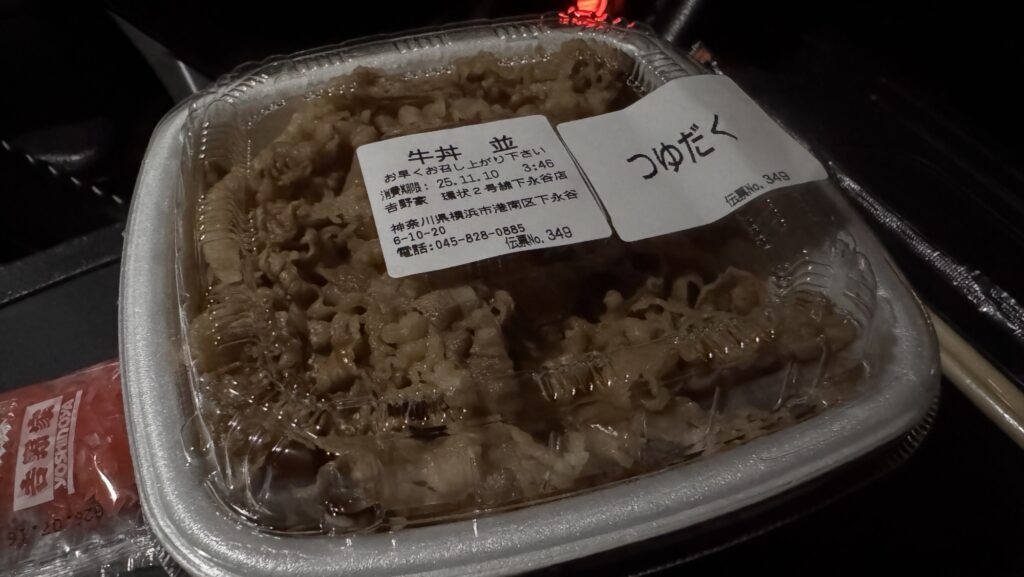 牛丼 並
お早くお召し上がり下さい
消費期限: 25.11.10 3:46
吉野家 環状2号線下永谷店
神奈川県横浜市港南区下永谷
6-10-20
電話:045-828-0885
伝票No. 349
つゆだく
伝票No. 349
吉野家
YOSHINOYA